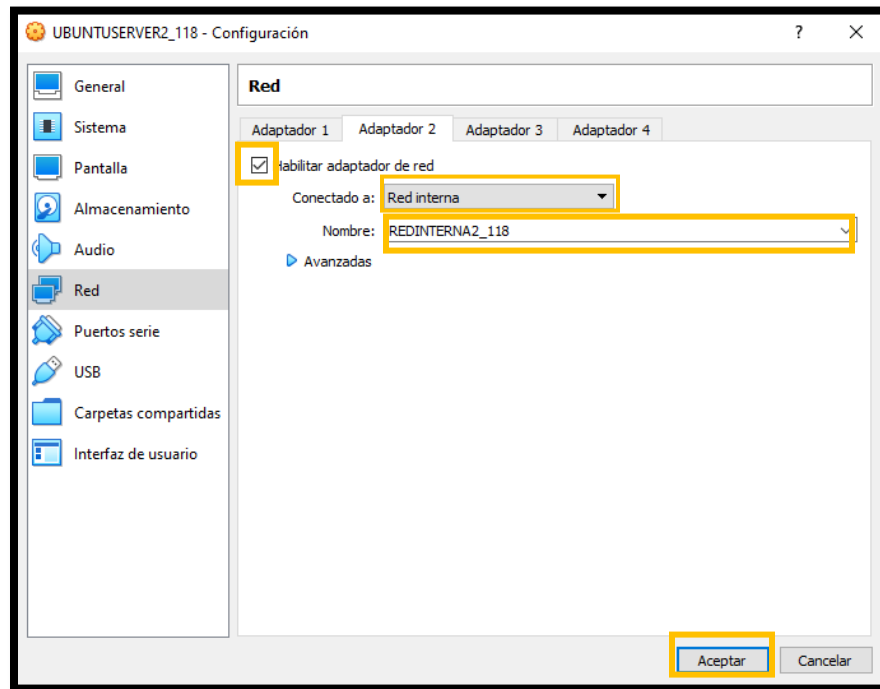 UBUNTUSERVER2_118 - Configuración
?
General
Sistema
Pantalla
Almacenamiento
Audio
Red
Puertos serie
USB
Carpetas compartidas
Interfaz de usuario
Red
Adaptador 1
Adaptador 2
Adaptador 3
Adaptador 4
Habilitar adaptador de red
Conectado a: Red interna
Nombre: REDINTERNA2_118
Avanzadas
Aceptar
Cancelar